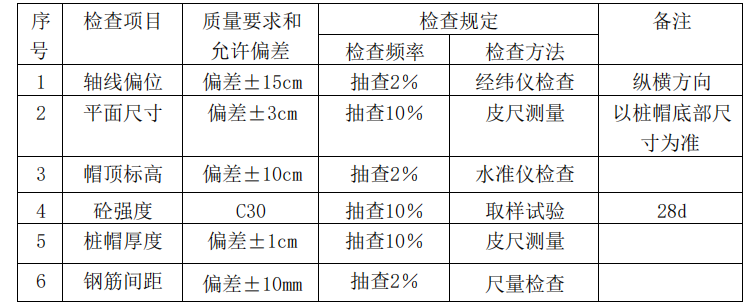 序号 检查项目 质量要求和允许偏差 检查规定 备注
检查频率 检查方法
1 轴线偏位 偏差±15cm 抽查2% 经纬仪检查 纵横方向
2 平面尺寸 偏差±3cm 抽查10% 皮尺测量 以桩帽底部尺寸为准
3 帽顶标高 偏差±10cm 抽查2% 水准仪检查
4 砼强度 C30 抽查10% 取样试验 28d
5 桩帽厚度 偏差±1cm 抽查10% 皮尺测量
6 钢筋间距 偏差±10mm 抽查2% 尺量检查